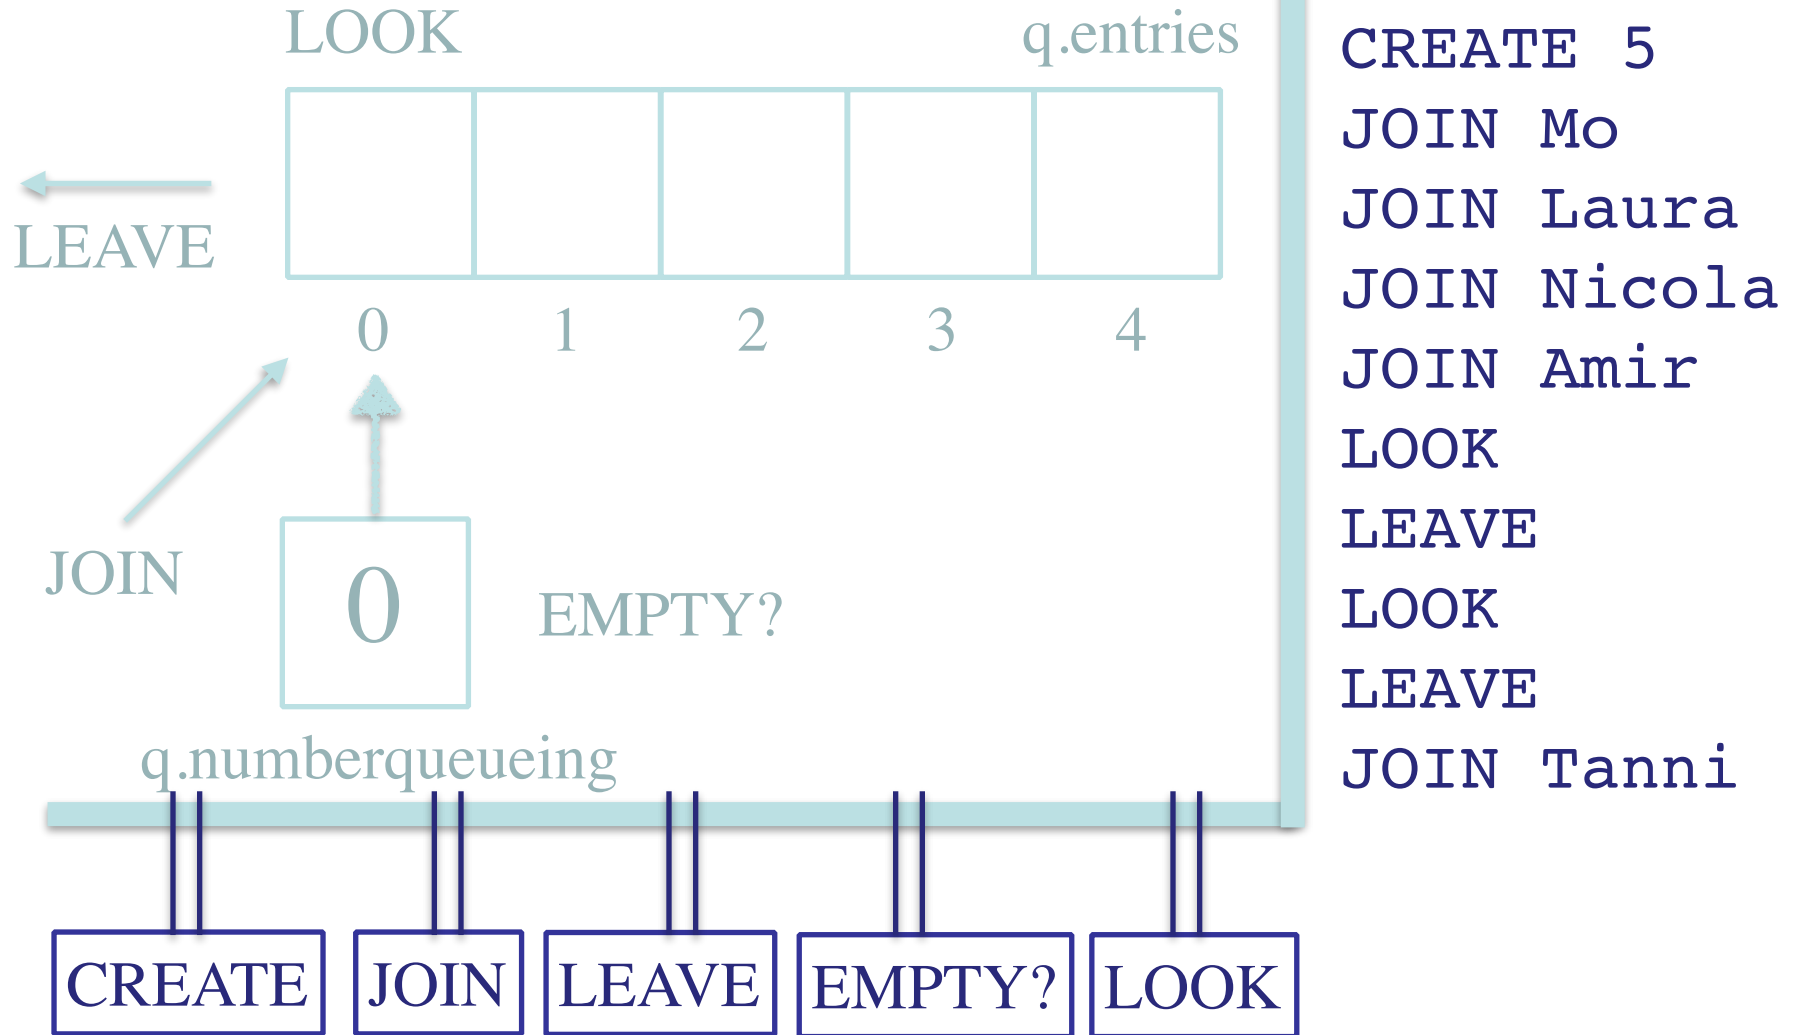 LOOK q.entries
LEAVE
0 1 2 3 4
JOIN
0 EMPTY?
q.numberqueueing
CREATE JOIN LEAVE EMPTY? LOOK
CREATE 5
JOIN Mo
JOIN Laura
JOIN Nicola
JOIN Amir
LOOK
LEAVE
LOOK
LEAVE
JOIN Tanni